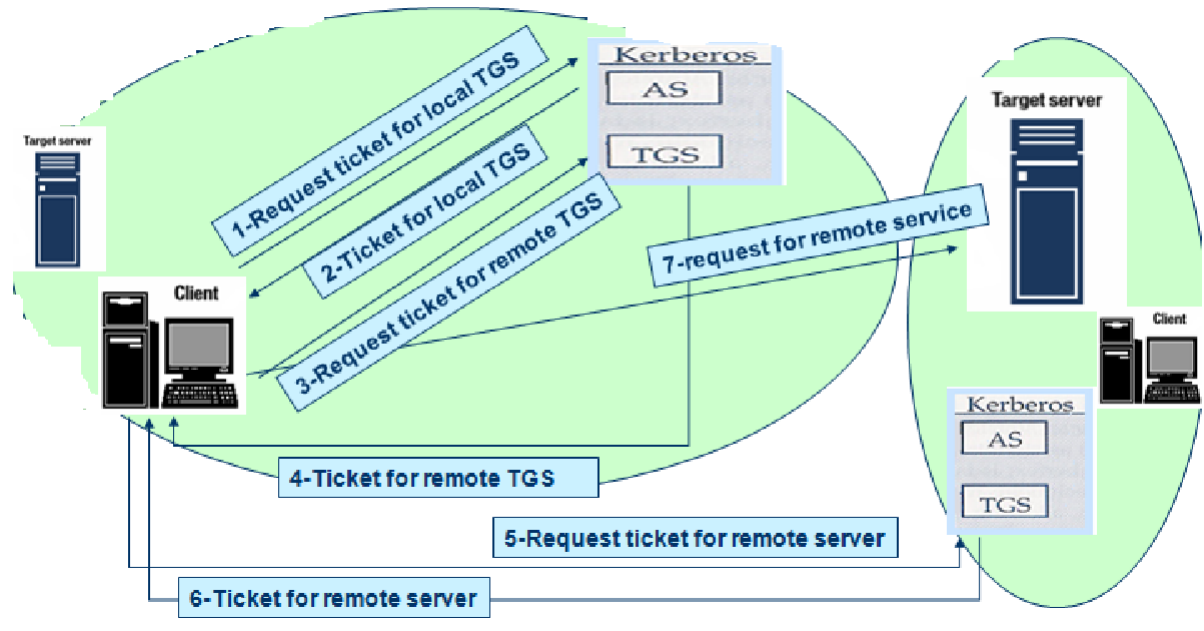 Kerberos
AS
TGS
1-Request ticket for local TGS
2-Ticket for local TGS
3-Request ticket for remote TGS
Target server
Client
7-request for remote service
Target server
Client
Kerberos
AS
TGS
4-Ticket for remote TGS
5-Request ticket for remote server
6-Ticket for remote server